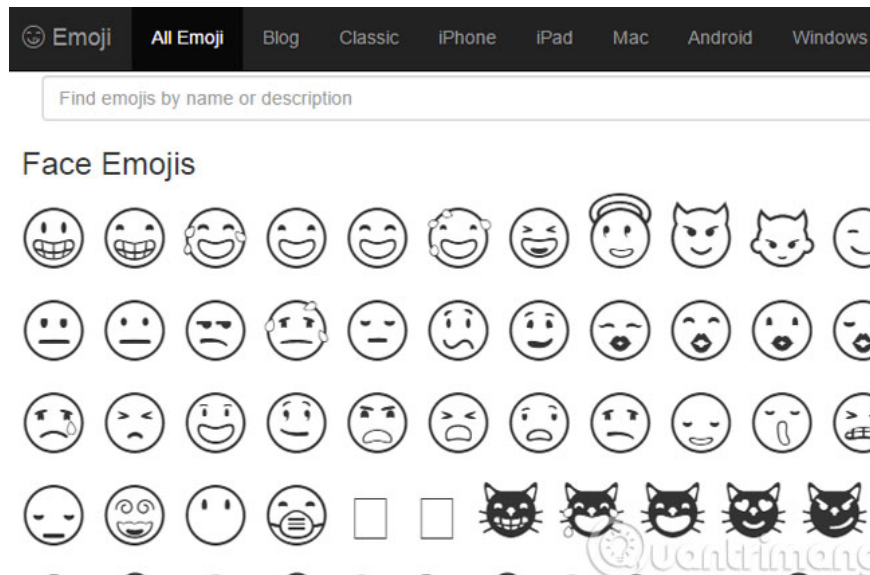 Emoji All Emoji Blog Classic iPhone iPad Mac Android Windows
Find emojis by name or description
Face Emojis
Quantrimang